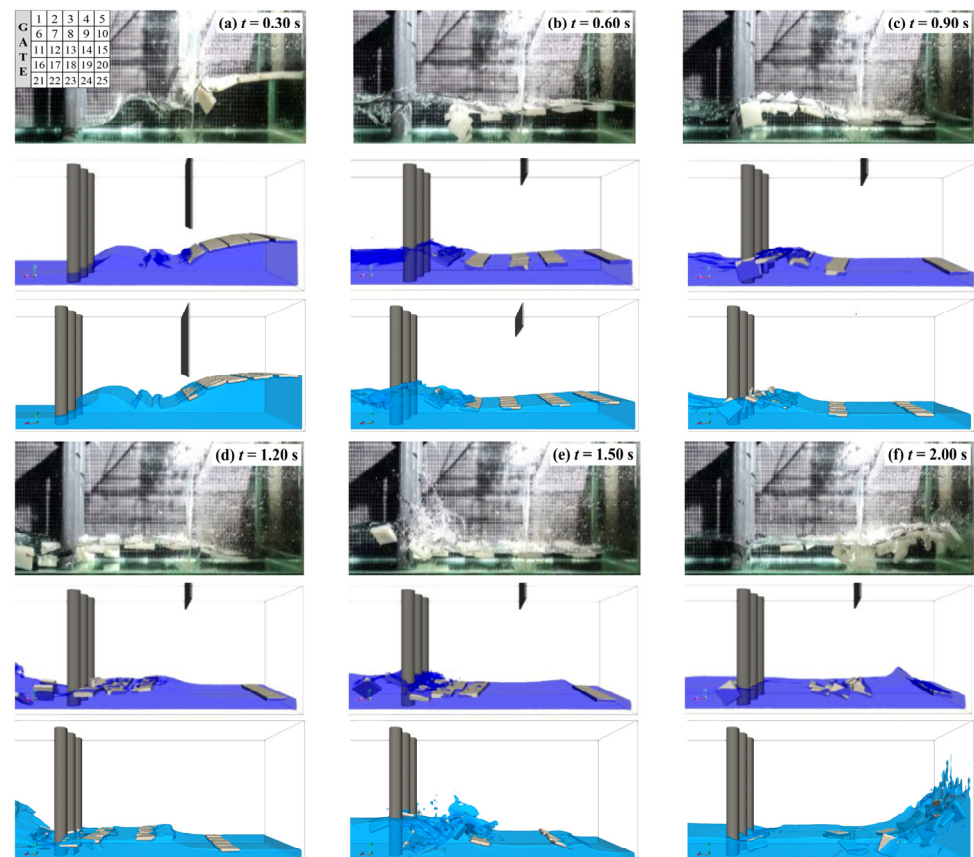 (a) t = 0.30 s
(b) t = 0.60 s
(c) t = 0.90 s
GATE
1 2 3 4 5
6 7 8 9 10
11 12 13 14 15
16 17 18 19 20
21 22 23 24 25
(d) t = 1.20 s
(e) t = 1.50 s
(f) t = 2.00 s